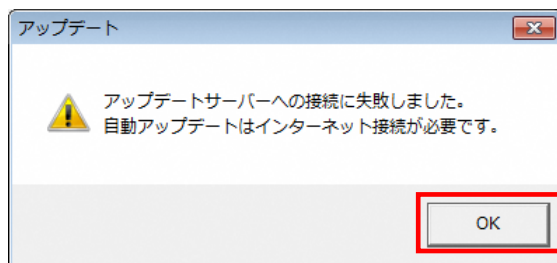 アップデート
アップデートサーバーへの接続に失敗しました。
自動アップデートはインターネット接続が必要です。
OK